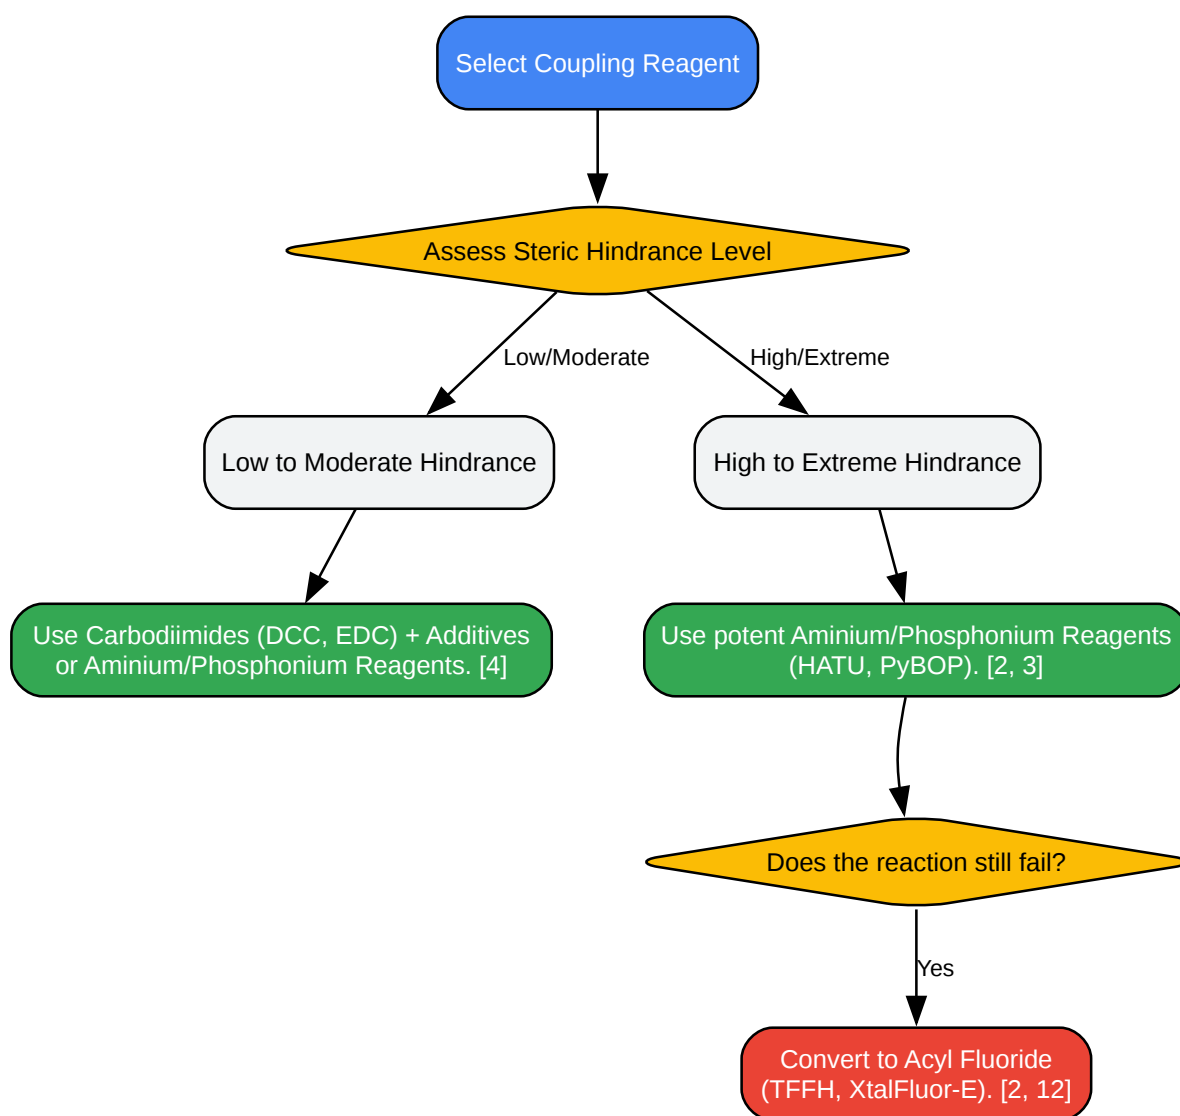 Select Coupling Reagent
Assess Steric Hindrance Level
Low/Moderate
High/Extreme
Low to Moderate Hindrance
High to Extreme Hindrance
Use Carbodiimides (DCC, EDC) + Additives
or Aminium/Phosphonium Reagents. [4]
Use potent Aminium/Phosphonium Reagents
(HATU, PyBOP). [2, 3]
Does the reaction still fail?
Yes
Convert to Acyl Fluoride
(TFFH, XtalFluor-E). [2, 12]